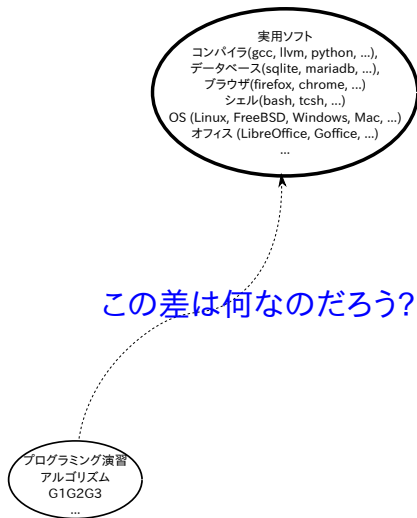 実用ソフト
コンパイラ(gcc, llvm, python, ...),
データベース(sqlite, mariadb, ...),
ブラウザ(firefox, chrome, ...)
シェル(bash, tcsh, ...)
OS (Linux, FreeBSD, Windows, Mac, ...)
オフィス (LibreOffice, Goffice, ...)
...
この差は何なのだろう?
プログラミング演習
アルゴリズム
G1G2G3
...